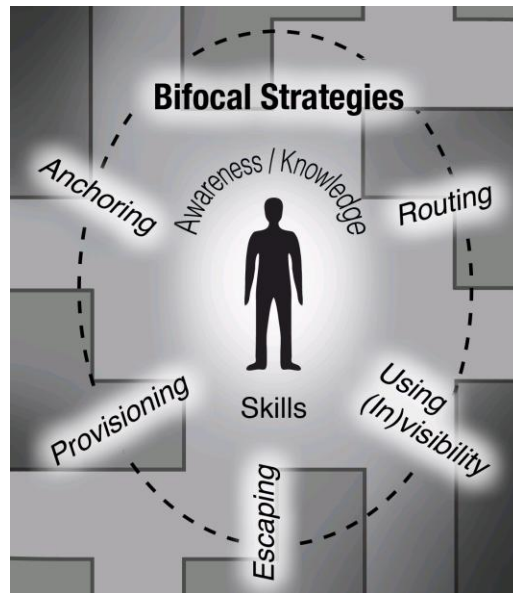 Bifocal Strategies
Awareness / Knowledge
Anchoring
Routing
Provisioning
Skills
Using
(In)visibility
Escaping